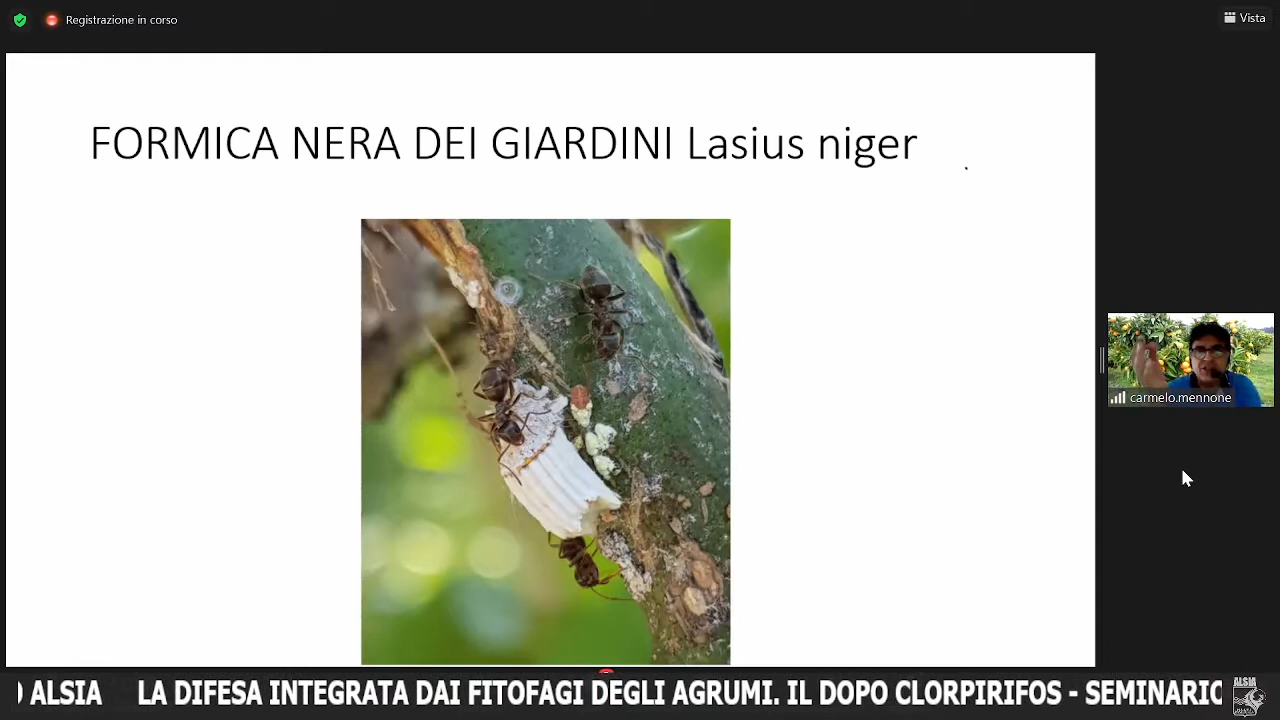 Registrazione in corso
Vista
FORMICA NERA DEI GIARDINI Lasius niger
carmelo.mennone
ALSIA LA DIFESA INTEGRATA DAI FITOFAGI DEGLI AGRUMI. IL DOPO CLORPIRIFOS - SEMINARIO
ALSIA